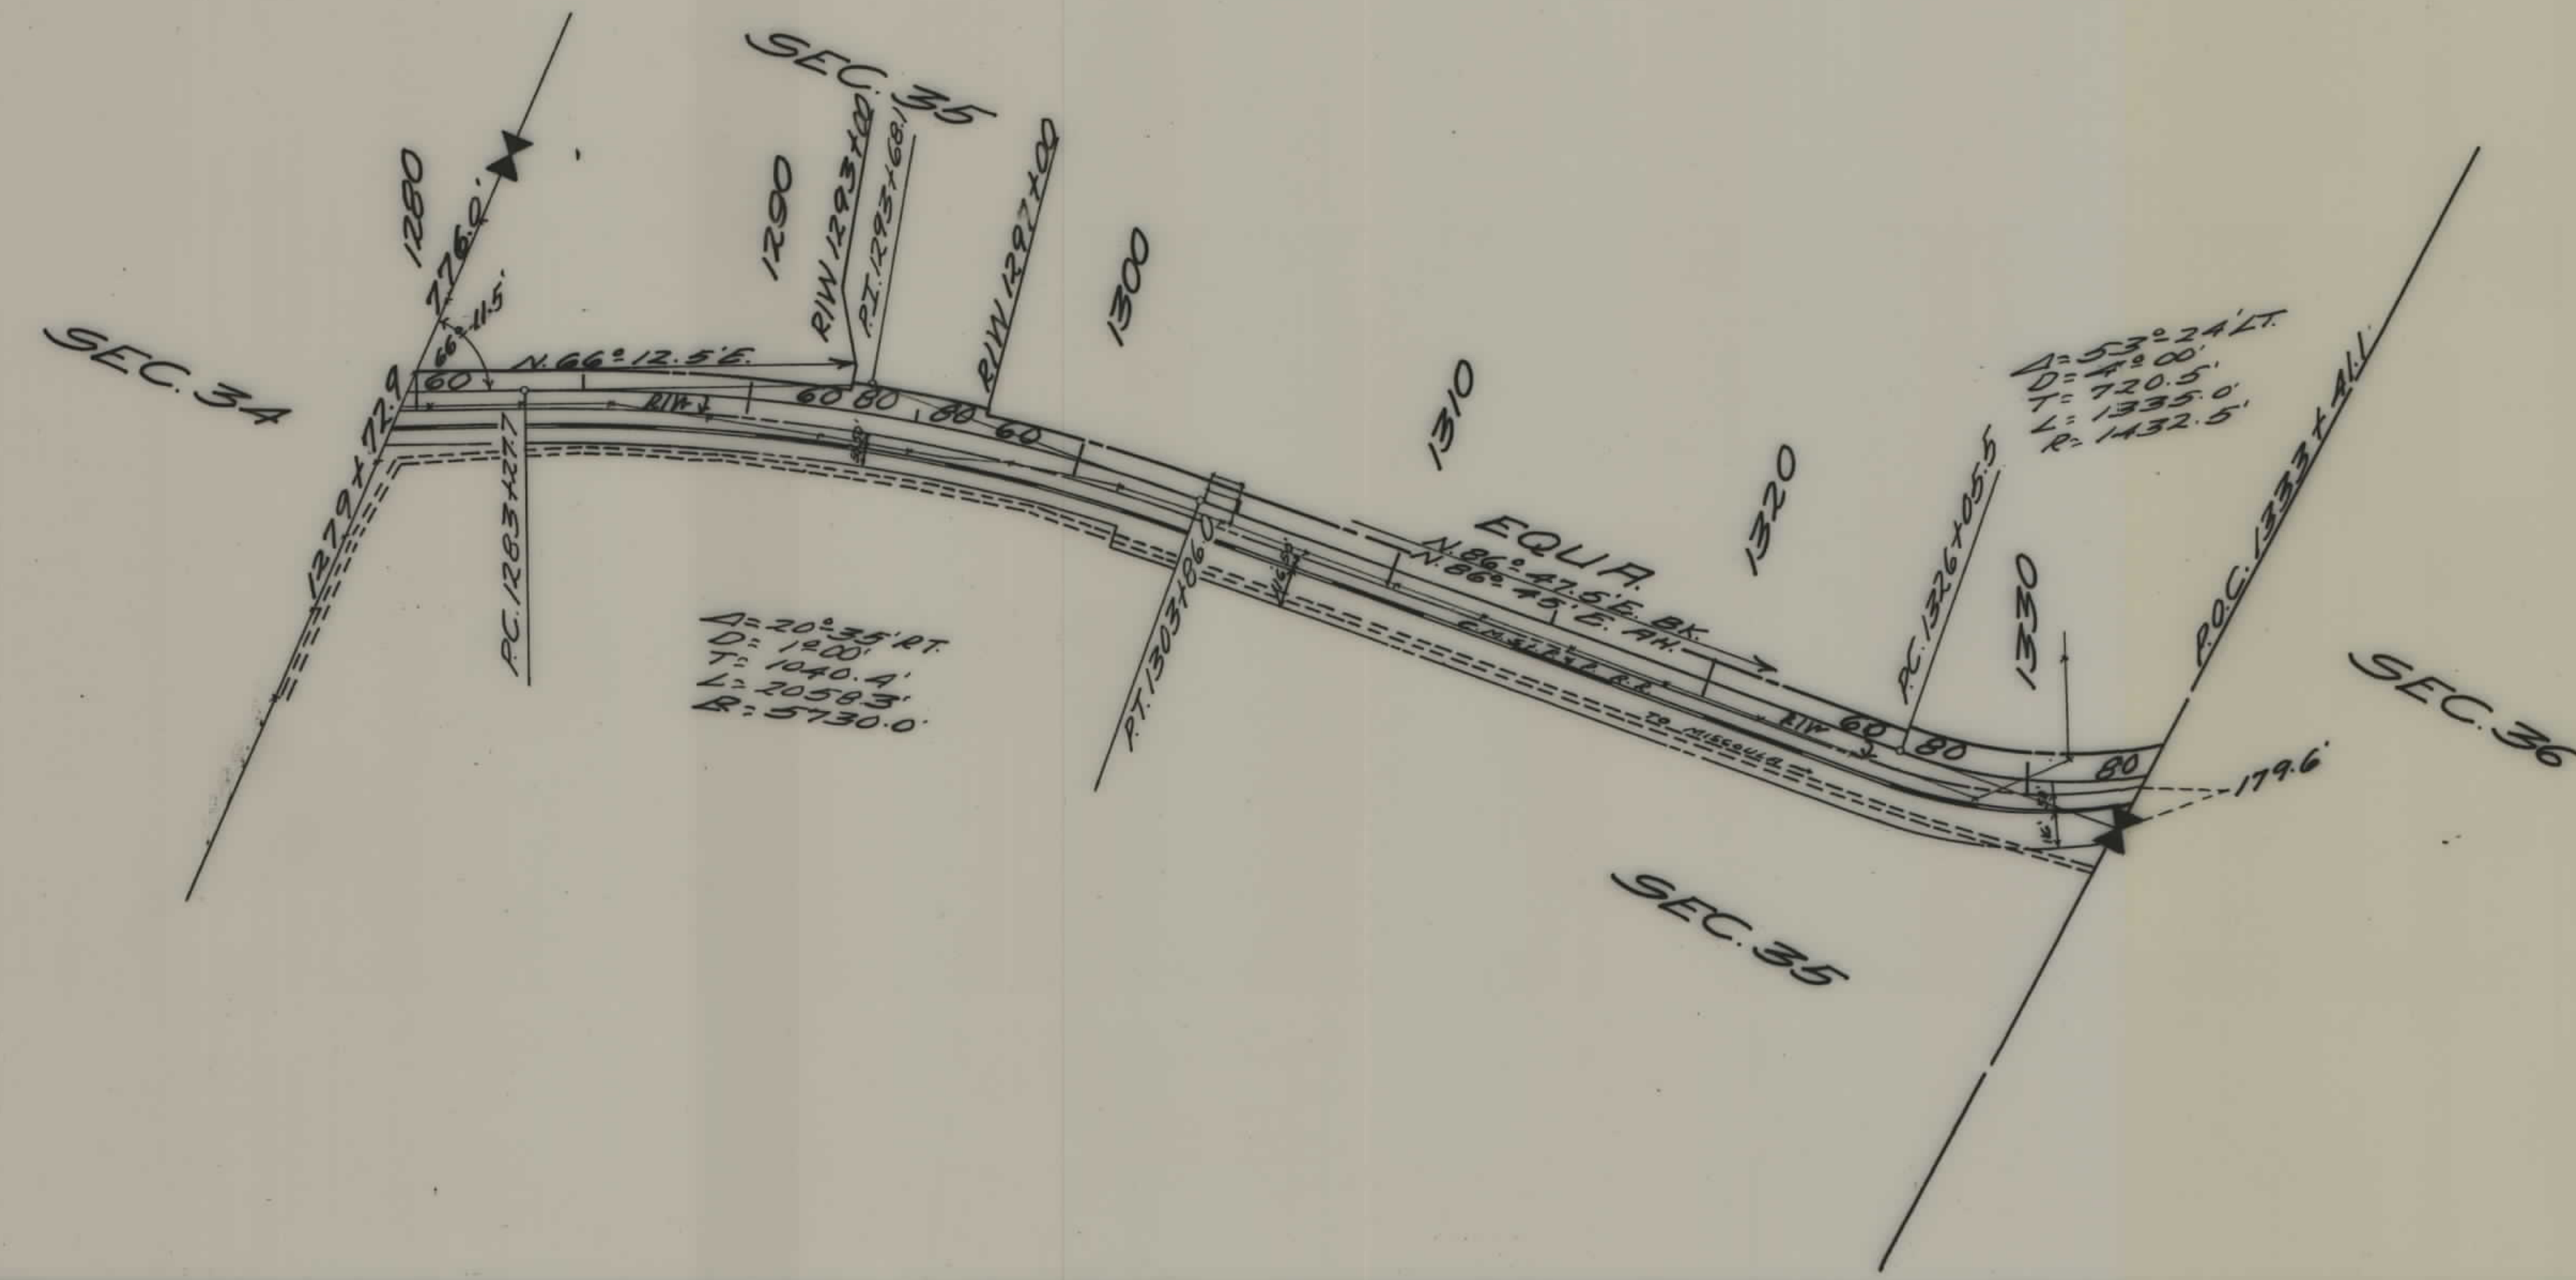 SEC. 35
SEC. 34
1280
776.0'
66° 11.5'
1279+72.9
1290
R/W 1293+00
P.I. 1293+68.1
R/W 1297+00
1300
N. 66° 12.5' E.
60
R/W
60 80
80 60
P.C. 1283+27.7
Δ= 20° 35' RT.
D= 1° 00'
T= 1040.4'
L= 2058.3'
R= 5730.0'
P.T. 1303+86.0
1310
EQUA.
N. 86° 47.5' E. BK.
N. 86° 45' E. AH.
C.M.ST.P. & P. R.R.
TO MISSOULA
1320
R/W
60 80
P.C. 1326+05.5
1330
80
Δ= 53° 24' LT.
D= 4° 00'
T= 720.5'
L= 1335.0'
R= 1432.5'
P.O.C. 1333+41.1
179.6'
SEC. 36
SEC. 35